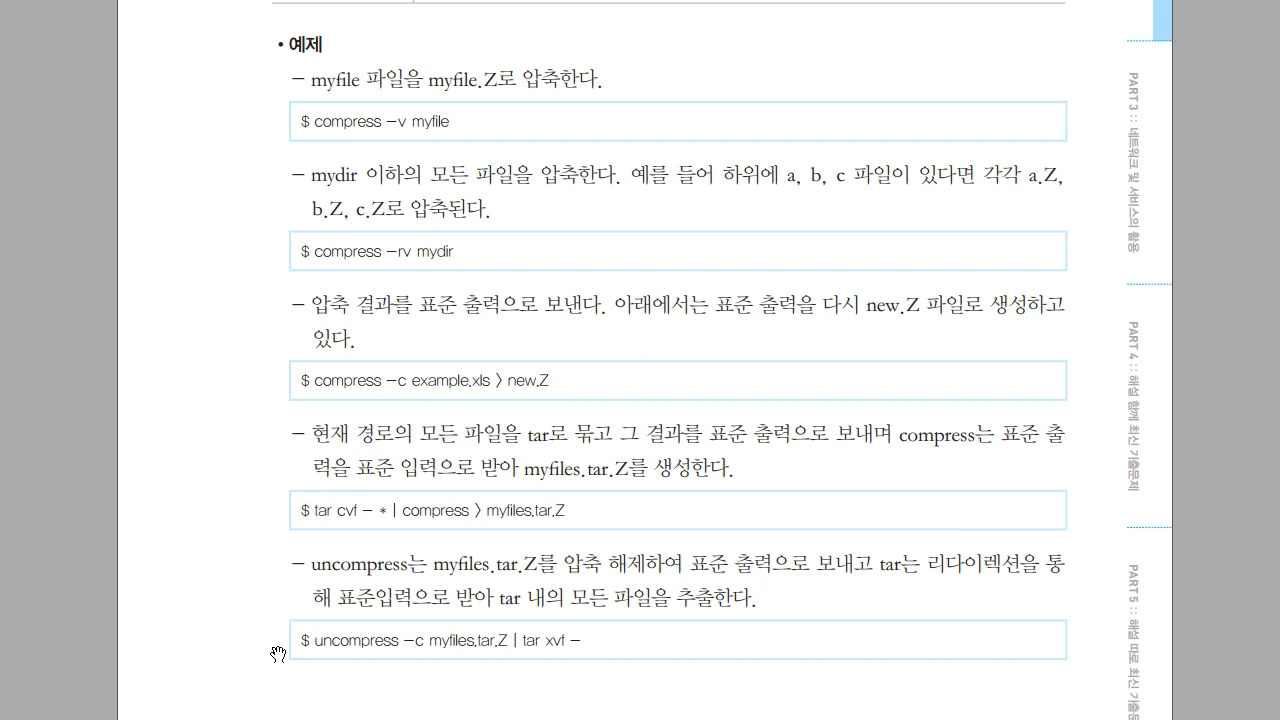 • 예제
– myfile 파일을 myfile.Z로 압축한다.
$ compress –v
– mydir 이하의 모든 파일을 압축한다. 예를 들어 하위에 a, b, c 파일이 있다면 각각 a.Z,
b.Z, c.Z로 압축된다.
$ compress –rv mydir
– 압축 결과를 표준 출력으로 보낸다. 아래에서는 표준 출력을 다시 new.Z 파일로 생성하고
있다.
$ compress –c example.xls > new.Z
– 현재 경로의 모든 파일을 tar로 묶고 그 결과를 표준 출력으로 보내며 compress는 표준 출
력을 표준 입력으로 받아 myfiles.tar.Z를 생성한다.
$ tar cvf – * | compress > myfiles.tar.Z
– uncompress는 myfiles.tar.Z를 압축 해제하여 표준 출력으로 보내고 tar는 리다이렉션을 통
해 표준입력으로 받아 tar 내의 모든 파일을 추출한다.
$ uncompress –c myfiles.tar.Z | tar xvf –
PART 3 :: 네트워크 및 서비스의 활용
PART 4 :: 해설 함께 최신 기출문제
PART 5 :: 해설 따로 최신 기출문